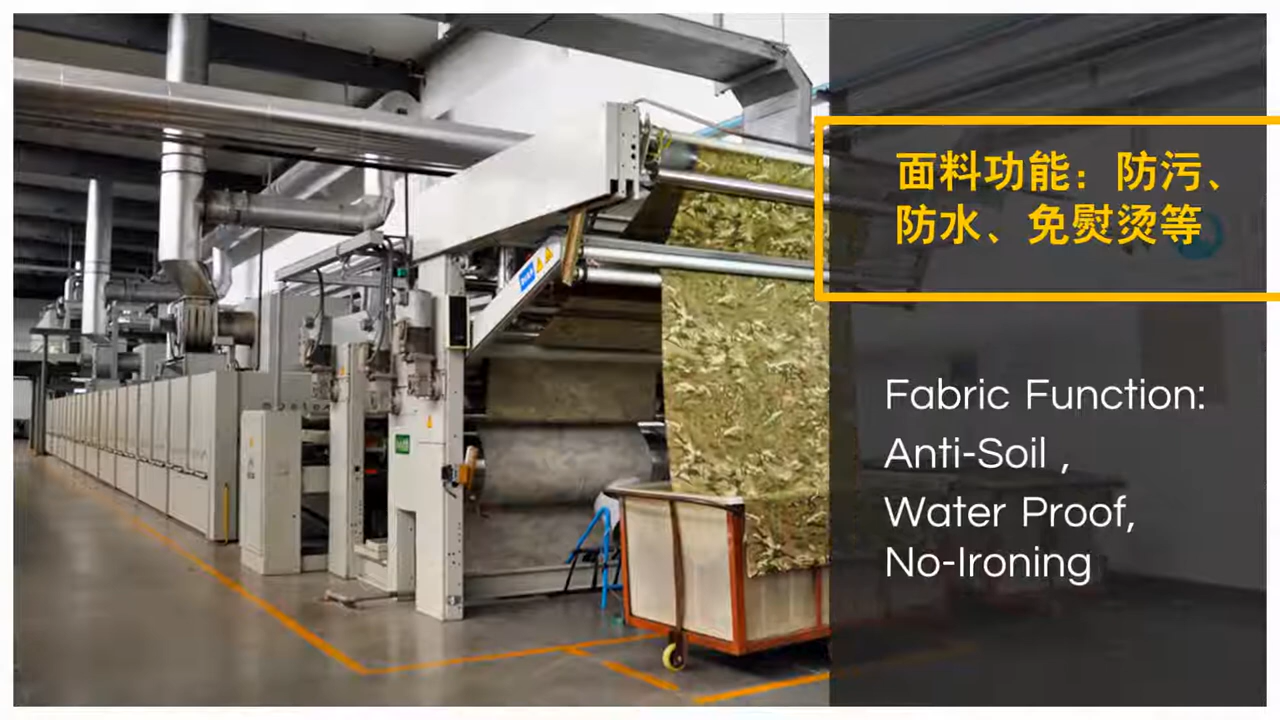 面料功能：防污、
防水、免熨烫等
Fabric Function:
Anti-Soil ,
Water Proof,
No-Ironing